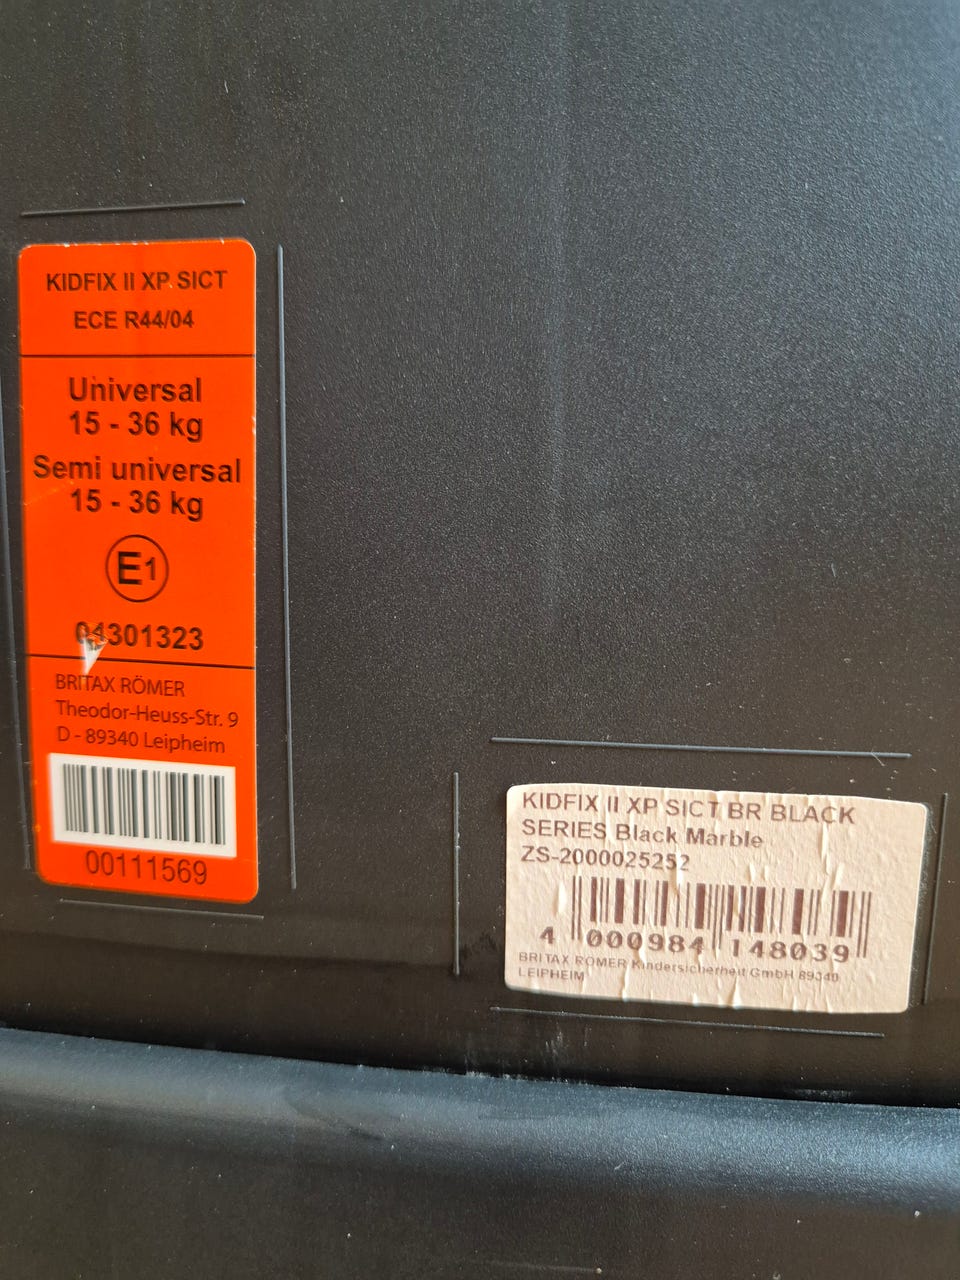 KIDFIX II XP SICT
ECE R44/04
Universal
15 - 36 kg
Semi universal
15 - 36 kg
E1
04301323
BRITAX RÖMER
Theodor-Heuss-Str. 9
D - 89340 Leipheim
00111569
KIDFIX II XP SICT BR BLACK
SERIES Black Marble
ZS-2000025252
4 000984 148039
BRITAX RÖMER Kindersicherheit GmbH 89340
LEIPHEIM